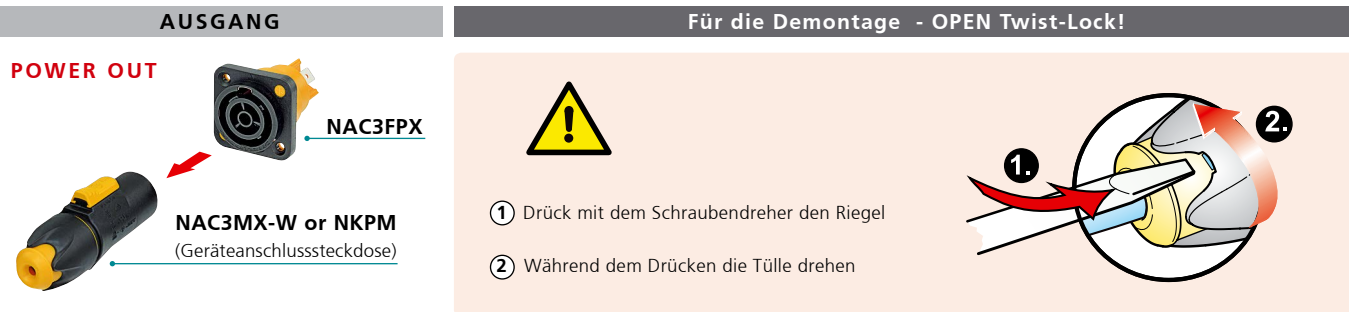 AUSGANG
POWER OUT
NAC3FPX
NAC3MX-W or NKPM
(Geräteanschlusssteckdose)
Für die Demontage - OPEN Twist-Lock!
1 Drück mit dem Schraubendreher den Riegel
2 Während dem Drücken die Tülle drehen
1.
2.